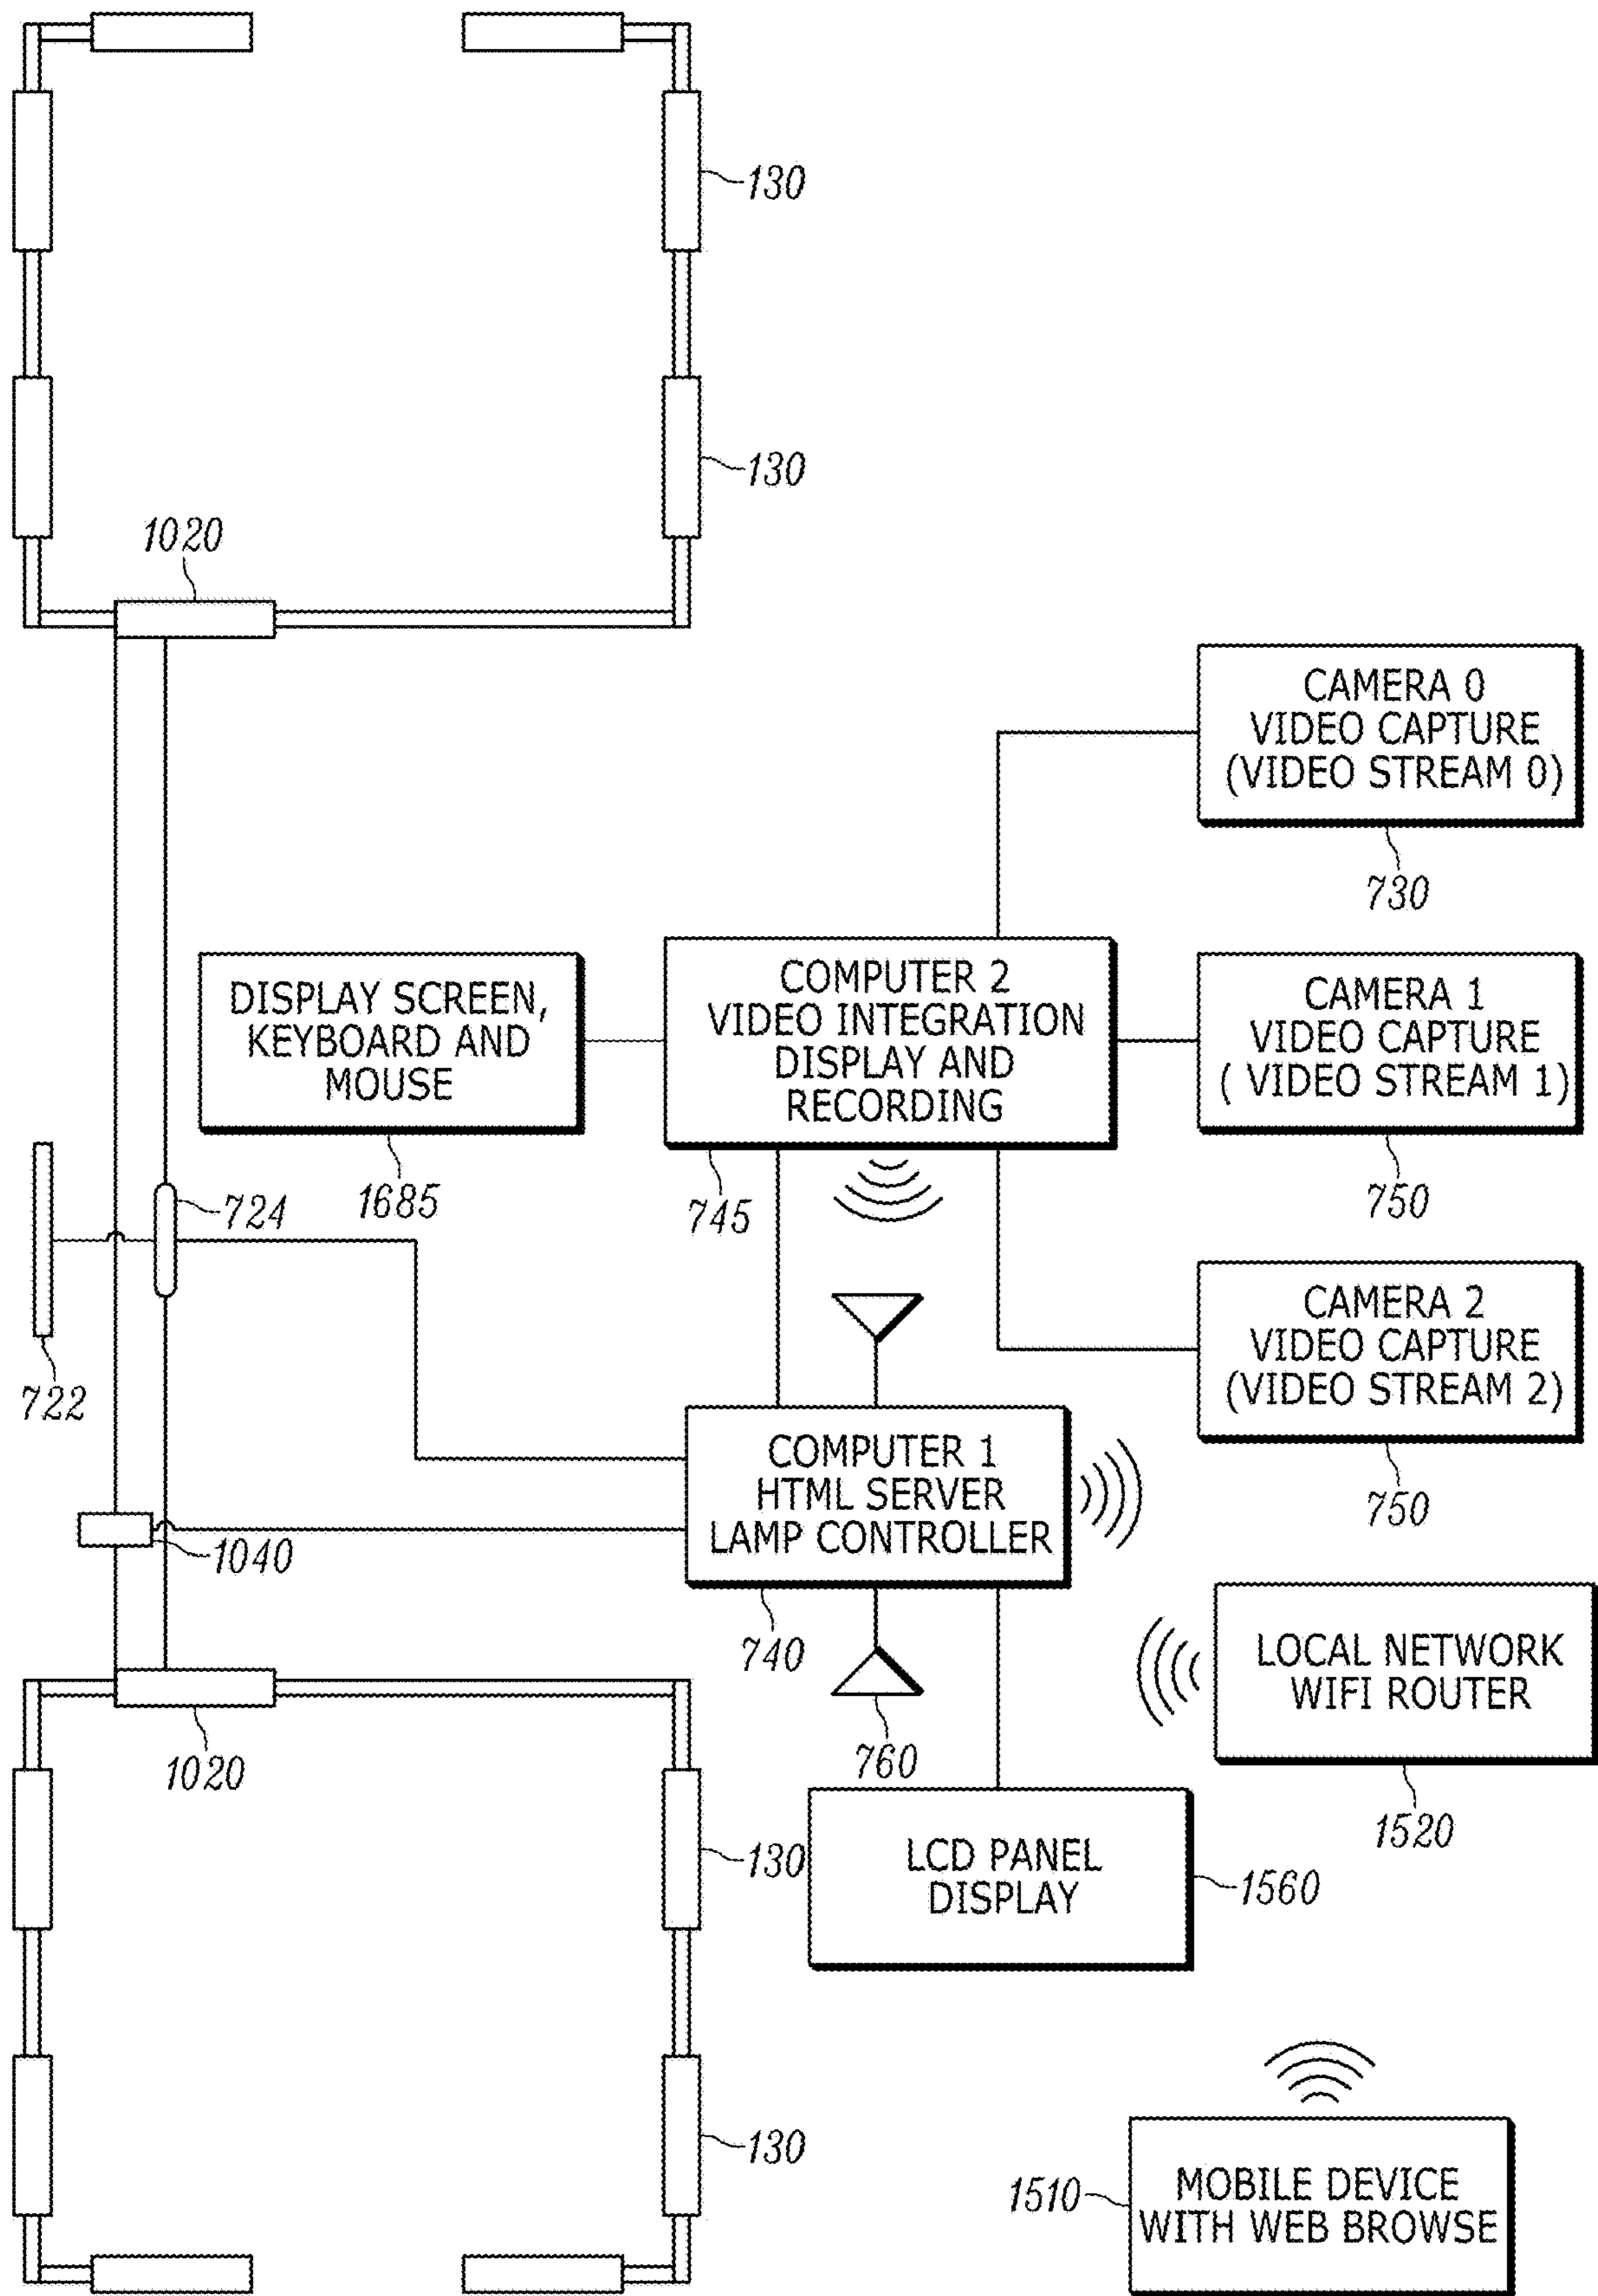 130
130
1020
CAMERA 0
VIDEO CAPTURE
(VIDEO STREAM 0)
730
DISPLAY SCREEN,
KEYBOARD AND
MOUSE
1685
COMPUTER 2
VIDEO INTEGRATION
DISPLAY AND
RECORDING
745
CAMERA 1
VIDEO CAPTURE
( VIDEO STREAM 1)
750
724
722
CAMERA 2
VIDEO CAPTURE
(VIDEO STREAM 2)
750
COMPUTER 1
HTML SERVER
LAMP CONTROLLER
740
1040
1020
760
LOCAL NETWORK
WIFI ROUTER
1520
130
LCD PANEL
DISPLAY
1560
130
1510
MOBILE DEVICE
WITH WEB BROWSE